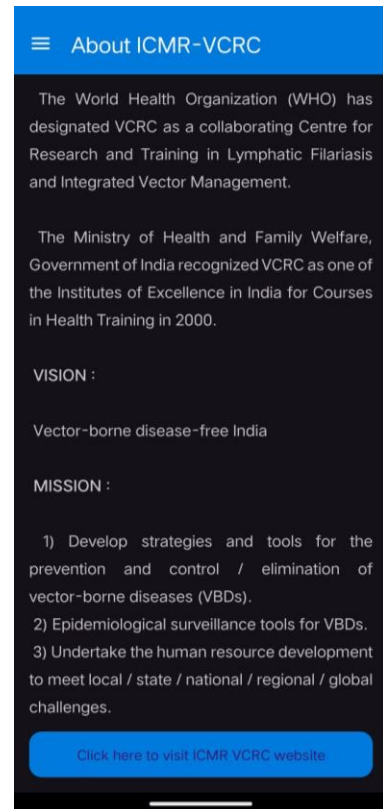 About ICMR-VCRC
The World Health Organization (WHO) has
designated VCRC as a collaborating Centre for
Research and Training in Lymphatic Filariasis
and Integrated Vector Management.
The Ministry of Health and Family Welfare,
Government of India recognized VCRC as one of
the Institutes of Excellence in India for Courses
in Health Training in 2000.
VISION :
Vector-borne disease-free India
MISSION :
1) Develop strategies and tools for the
prevention and control / elimination of
vector-borne diseases (VBDs).
2) Epidemiological surveillance tools for VBDs.
3) Undertake the human resource development
to meet local / state / national / regional / global
challenges.
Click here to visit ICMR VCRC website